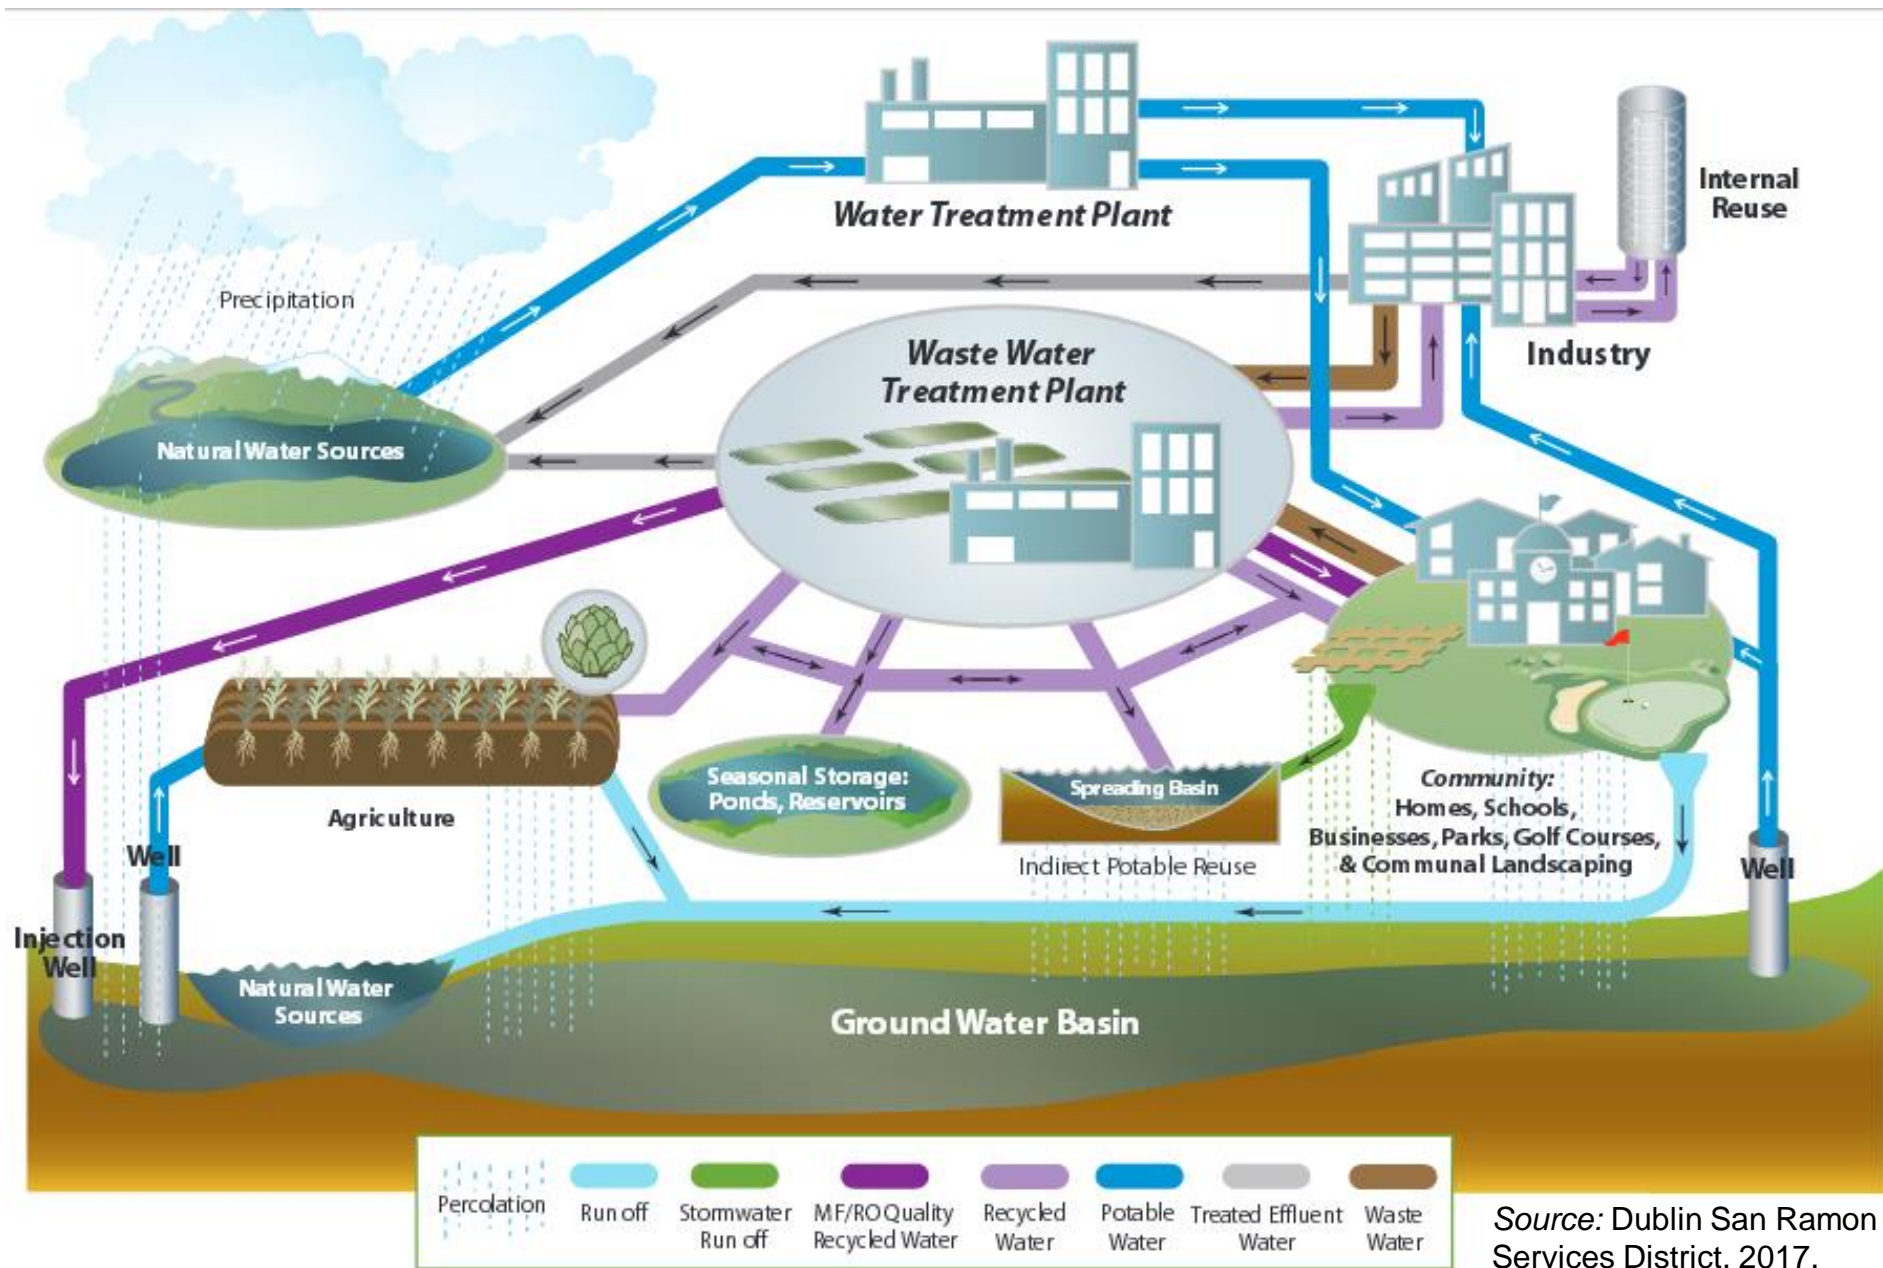 Water Treatment Plant
Internal
Reuse
Precipitation
Industry
Waste Water
Treatment Plant
Natural Water Sources
Agriculture
Seasonal Storage:
Ponds, Reservoirs
Spreading Basin
Indirect Potable Reuse
Community:
Homes, Schools,
Businesses, Parks, Golf Courses,
& Communal Landscaping
Well
Well
Injection
Well
Natural Water
Sources
Ground Water Basin
Percolation
Run off
Stormwater
Run off
MF/RO Quality
Recycled Water
Recycled
Water
Potable
Water
Treated Effluent
Water
Waste
Water
Source: Dublin San Ramon
Services District, 2017.